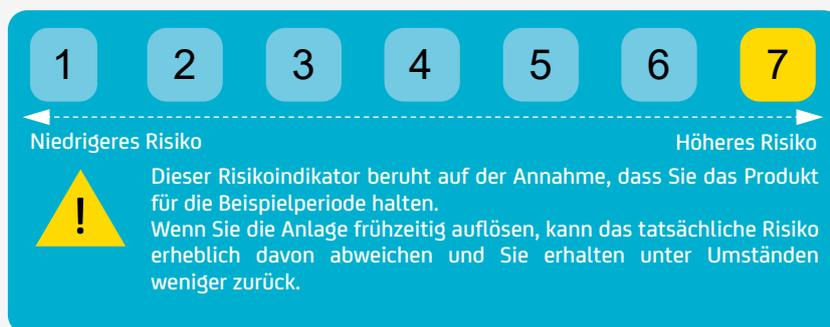 1 2 3 4 5 6 7
Niedrigeres Risiko Höheres Risiko
!
Dieser Risikoindikator beruht auf der Annahme, dass Sie das Produkt
für die Beispielperiode halten.
Wenn Sie die Anlage frühzeitig auflösen, kann das tatsächliche Risiko
erheblich davon abweichen und Sie erhalten unter Umständen
weniger zurück.